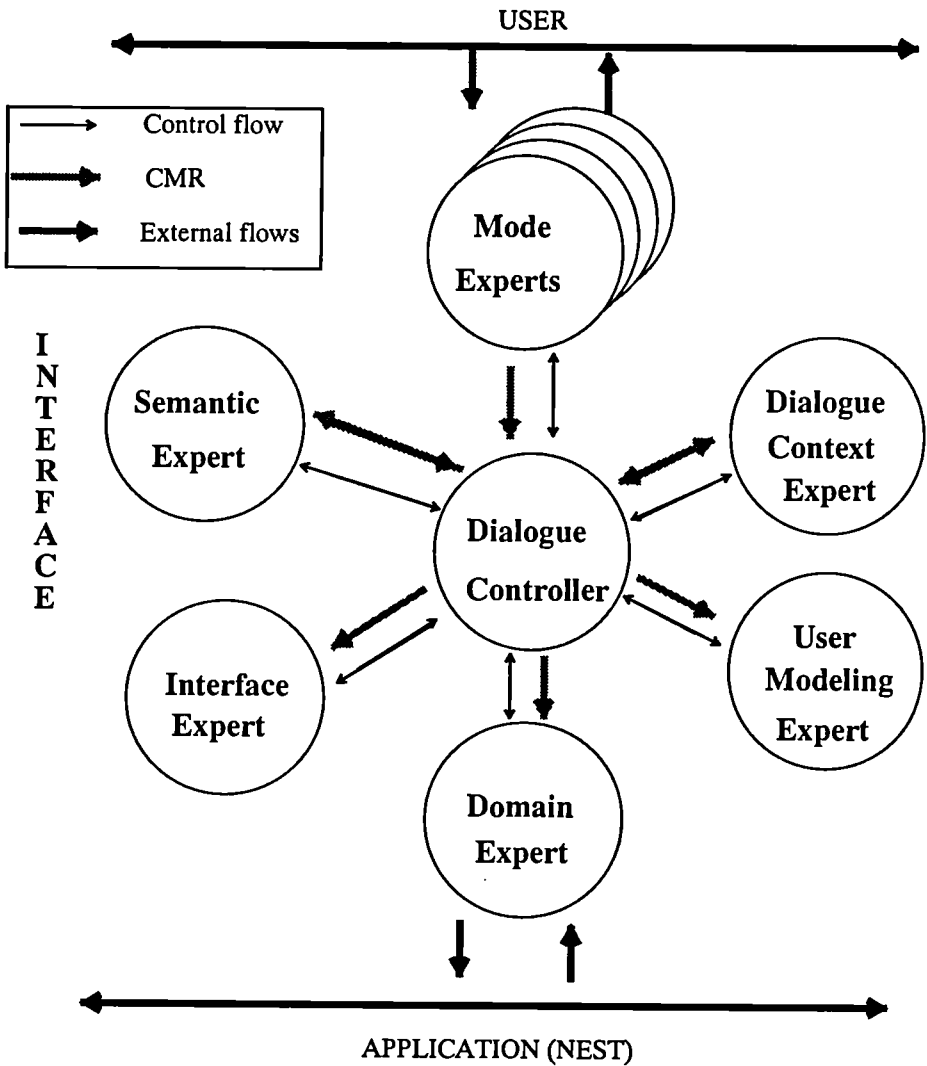 USER
Control flow
CMR
External flows
Mode
Experts
INTERFACE
Semantic
Expert
Dialogue
Context
Expert
Dialogue
Controller
Interface
Expert
User
Modeling
Expert
Domain
Expert
APPLICATION (NEST)